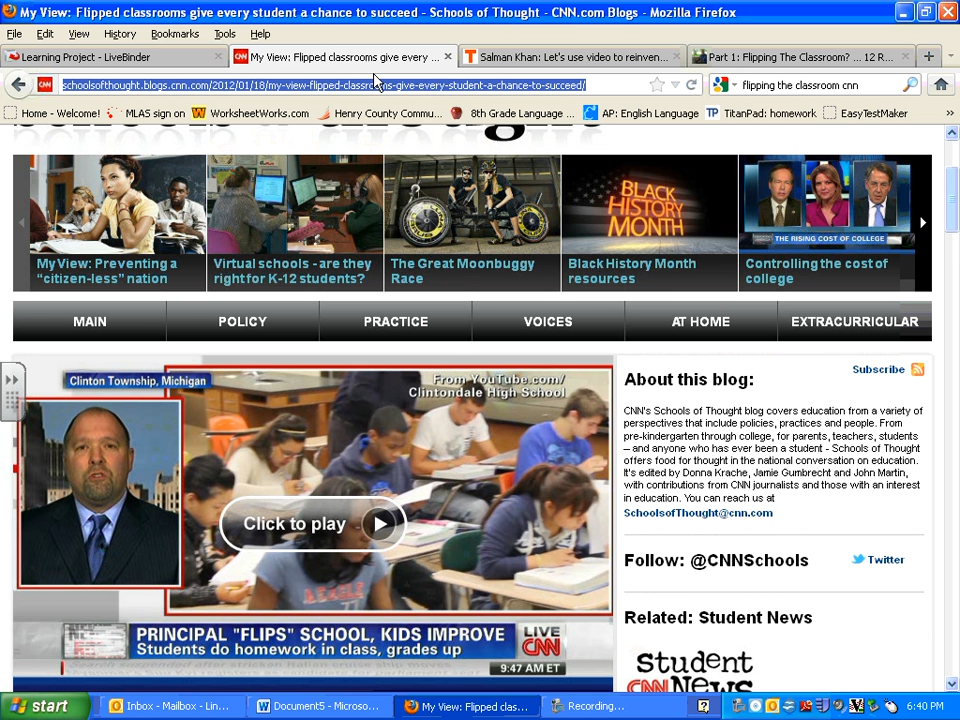 My View: Flipped classrooms give every student a chance to succeed - Schools of Thought - CNN.com Blogs - Mozilla Firefox
File Edit View History Bookmarks Tools Help
Learning Project - LiveBinder
CNN My View: Flipped classrooms give every ...
T Salman Khan: Let's use video to reinven...
Part 1: Flipping The Classroom? ... 12 R...
CNN schoolsofthought.blogs.cnn.com/2012/01/18/my-view-flipped-classrooms-give-every-student-a-chance-to-succeed/
flipping the classroom cnn
Home - Welcome! MLAS sign on WorksheetWorks.com Henry County Commu... 8th Grade Language ... AP: English Language TP TitanPad: homework EasyTestMaker
BLACK
HISTORY
MONTH
THE RISING COST OF COLLEGE
My View: Preventing a
"citizen-less" nation
Virtual schools - are they
right for K-12 students?
The Great Moonbuggy
Race
Black History Month
resources
Controlling the cost of
college
MAIN POLICY PRACTICE VOICES AT HOME EXTRACURRICULAR
Clinton Township, Michigan
From YouTube.com/
Clintondale High School
Click to play
PRINCIPAL "FLIPS" SCHOOL, KIDS IMPROVE
Students do homework in class, grades up
LIVE
CNN
9:47 AM ET
Subscribe
About this blog:
CNN's Schools of Thought blog covers education from a variety of
perspectives that include policies, practices and people. From
pre-kindergarten through college, for parents, teachers, students
– and anyone who has ever been a student - Schools of Thought
offers food for thought in the national conversation on education.
It's edited by Donna Krache, Jamie Gumbrecht and John Martin,
with contributions from CNN journalists and those with an interest
in education. You can reach us at
SchoolsofThought@cnn.com
Follow: @CNNSchools
Twitter
Related: Student News
Student
CNN News
start
Inbox - Mailbox - Lin...
Document5 - Microso...
My View: Flipped clas...
Recording...
6:40 PM